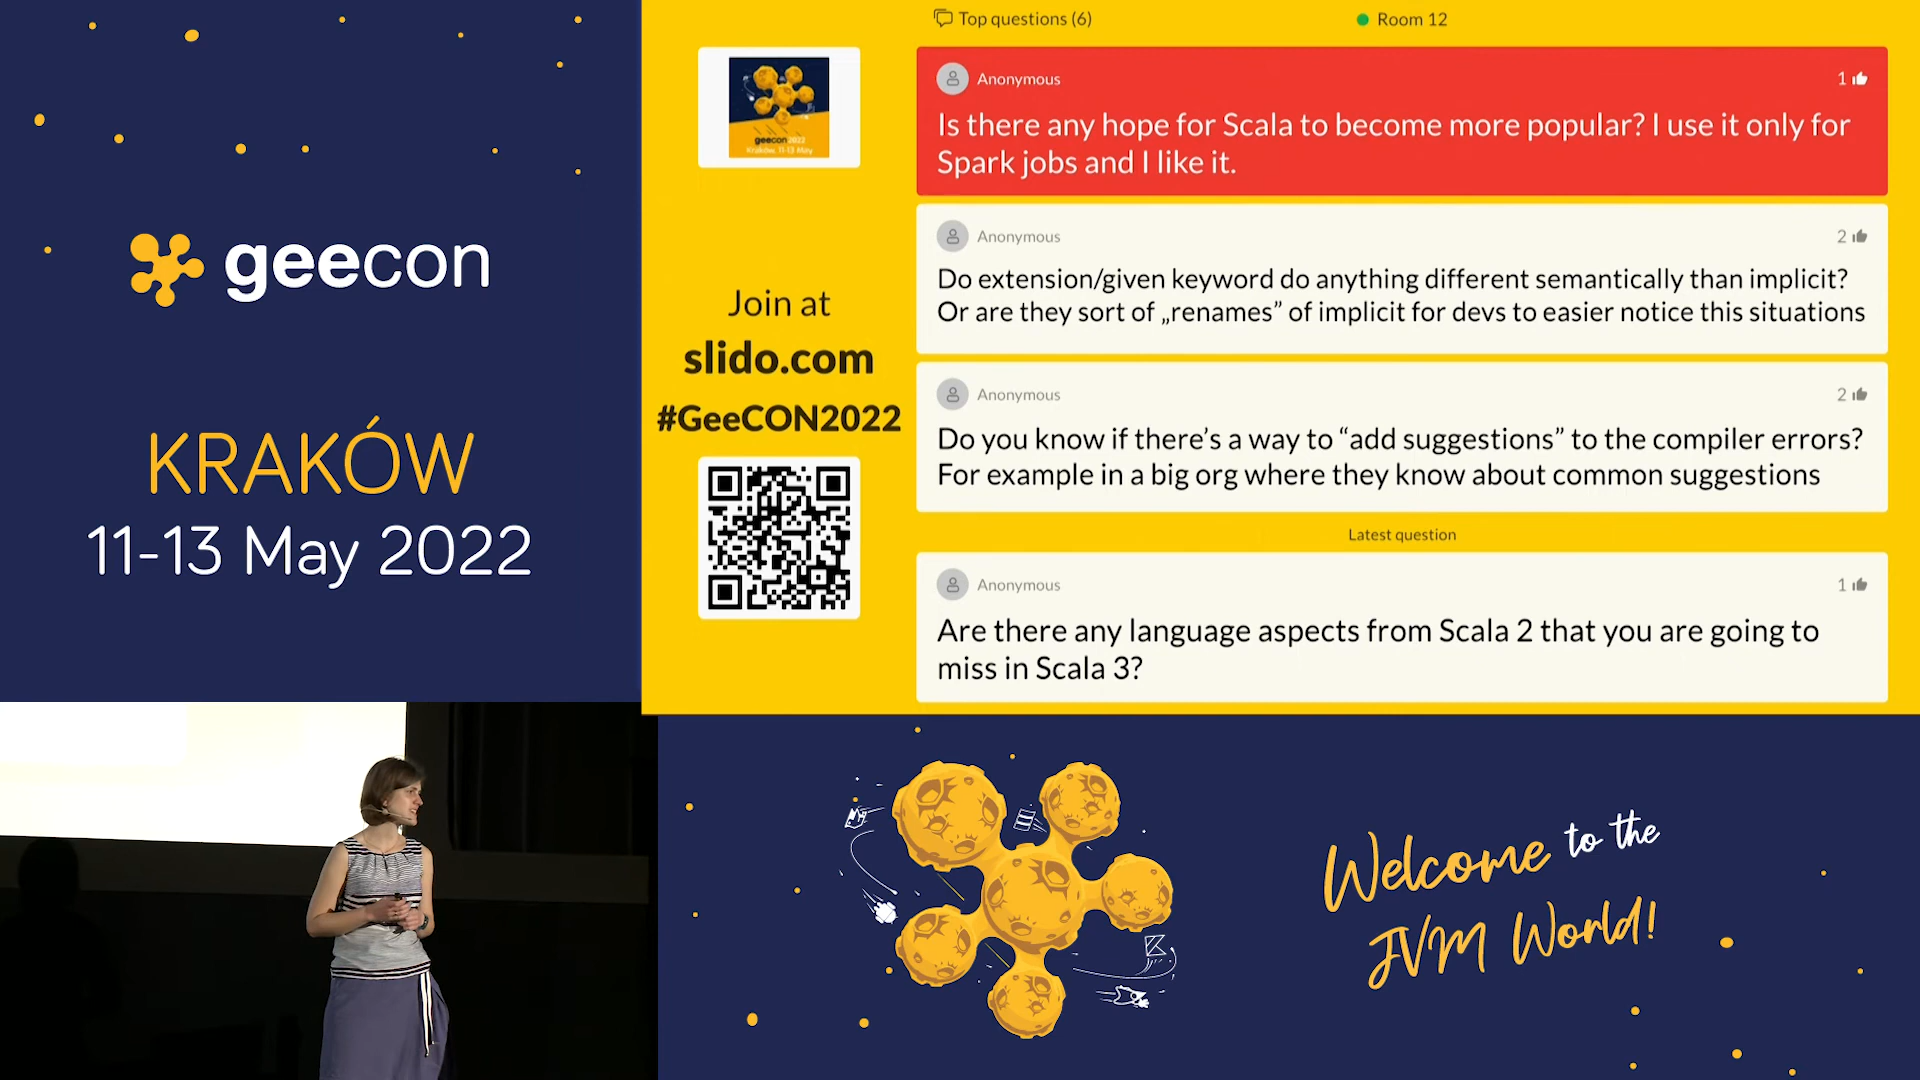 geecon
KRAKÓW
11-13 May 2022
Top questions (6)
Room 12
geecon2022
Kraków, 11-13 May
Join at
slido.com
#GeeCON2022
Anonymous
1
Is there any hope for Scala to become more popular? I use it only for
Spark jobs and I like it.
Anonymous
2
Do extension/given keyword do anything different semantically than implicit?
Or are they sort of „renames” of implicit for devs to easier notice this situations
Anonymous
2
Do you know if there’s a way to “add suggestions” to the compiler errors?
For example in a big org where they know about common suggestions
Latest question
Anonymous
1
Are there any language aspects from Scala 2 that you are going to
miss in Scala 3?
Welcome to the
JVM World!